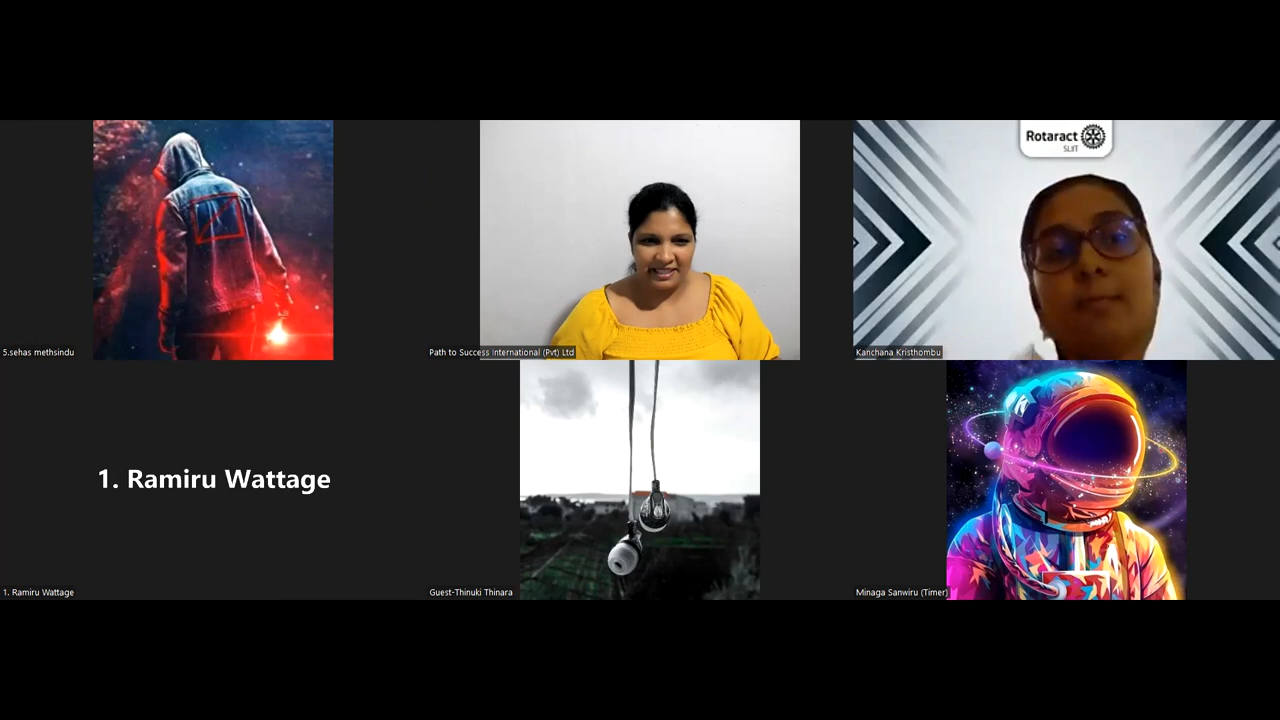 Rotaract
SLIIT
5.sehas methsindu
Path to Success International (Pvt) Ltd
Kanchana Kristhombu
1. Ramiru Wattage
1. Ramiru Wattage
Guest-Thinuki Thinara
Minaga Sanwiru (Timer)